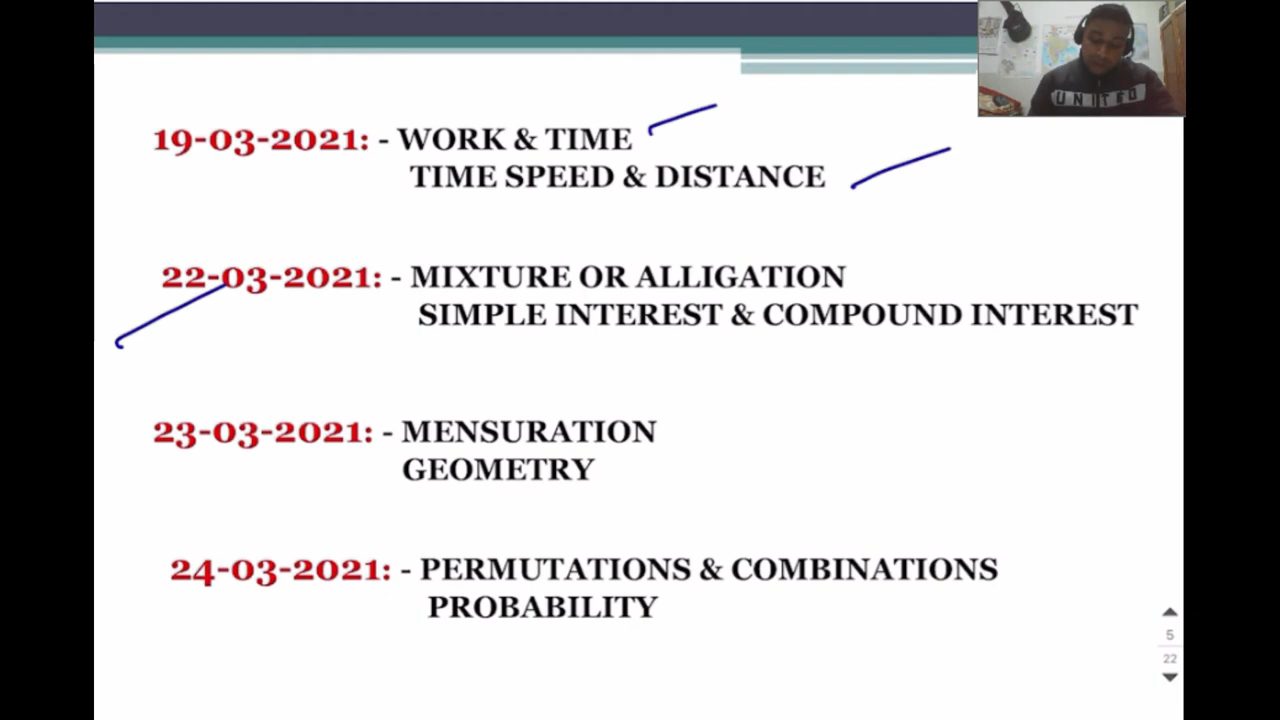 UNITED
19-03-2021: - WORK & TIME
TIME SPEED & DISTANCE
22-03-2021: - MIXTURE OR ALLIGATION
SIMPLE INTEREST & COMPOUND INTEREST
23-03-2021: - MENSURATION
GEOMETRY
24-03-2021: - PERMUTATIONS & COMBINATIONS
PROBABILITY
5
22